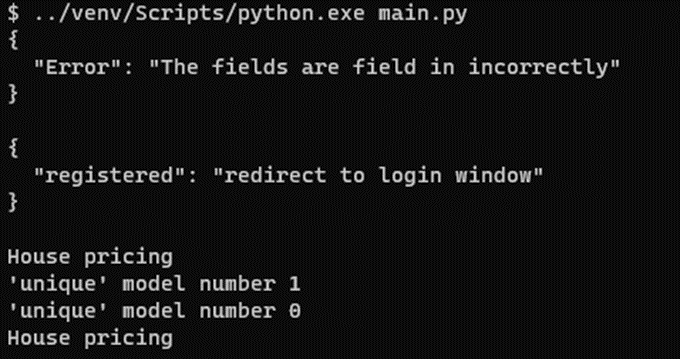 $ ../venv/Scripts/python.exe main.py
{
  "Error": "The fields are field in incorrectly"
}
{
  "registered": "redirect to login window"
}
House pricing
'unique' model number 1
'unique' model number 0
House pricing